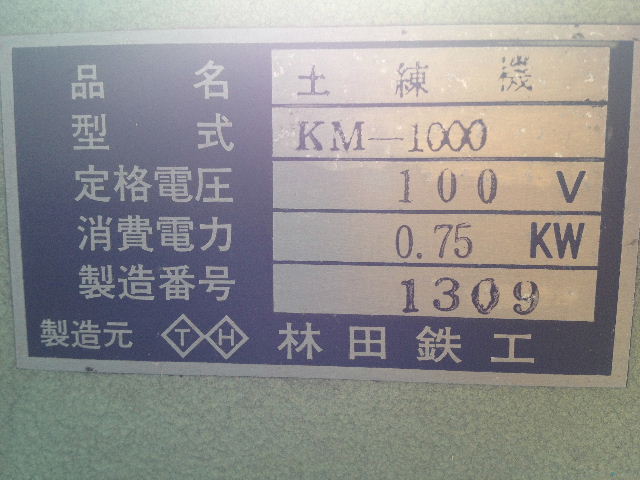 品名 土練機
型式 KM-1000
定格電圧 100 V
消費電力 0.75 KW
製造番号 1309
製造元 TH 林田鉄工